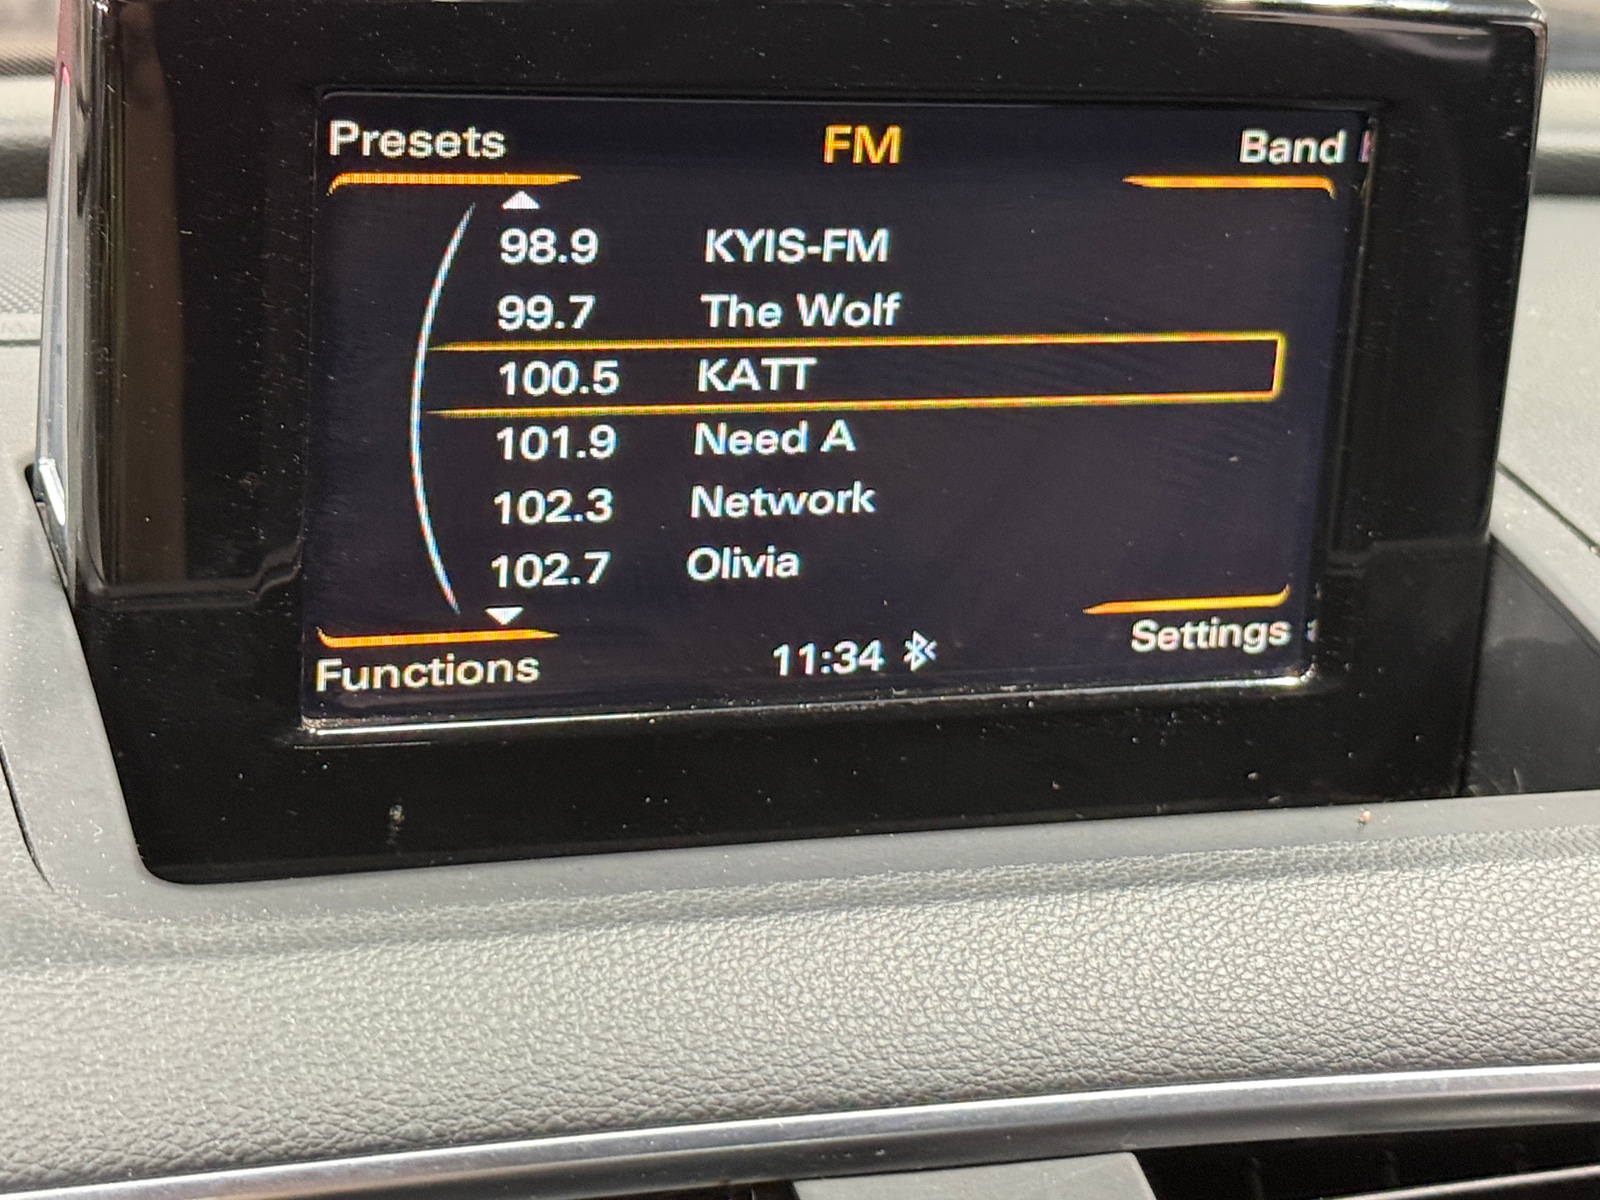 Presets FM Band
98.9 KYIS-FM
99.7 The Wolf
100.5 KATT
101.9 Need A
102.3 Network
102.7 Olivia
Functions 11:34 Settings